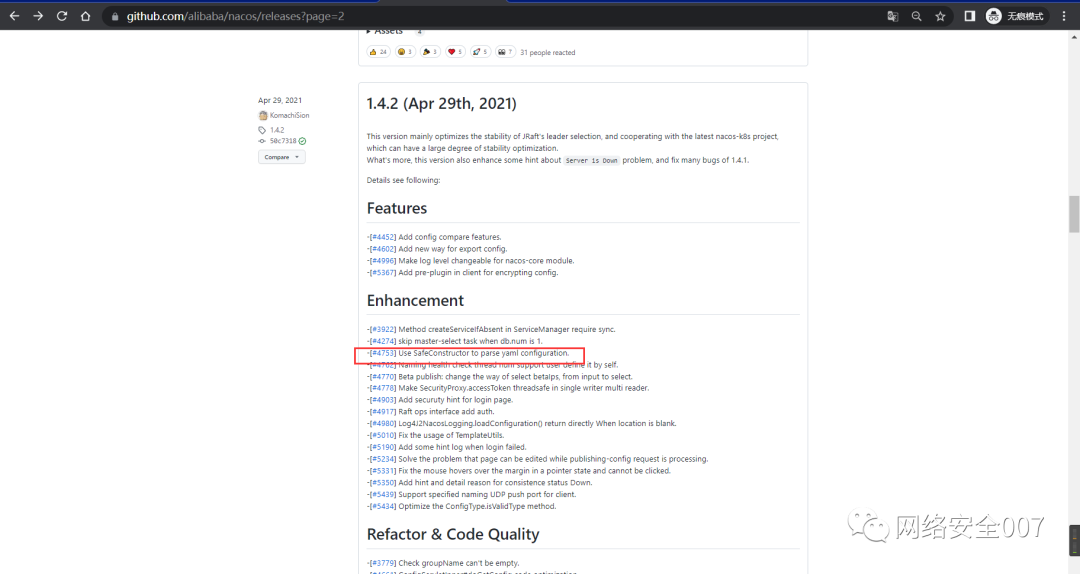 github.com/alibaba/nacos/releases?page=2
无痕模式
Assets 4
24 3 3 5 5 7 31 people reacted
Apr 29, 2021
KomachiSion
1.4.2
50c7318
Compare
1.4.2 (Apr 29th, 2021)
This version mainly optimizes the stability of JRaft's leader selection, and cooperating with the latest nacos-k8s project,
which can have a large degree of stability optimization.
What's more, this version also enhance some hint about Server is Down problem, and fix many bugs of 1.4.1.
Details see following:
Features
-[#4452] Add config compare features.
-[#4602] Add new way for export config.
-[#4996] Make log level changeable for nacos-core module.
-[#5367] Add pre-plugin in client for encrypting config.
Enhancement
-[#3922] Method createServiceIfAbsent in ServiceManager require sync.
-[#4274] skip master-select task when db.num is 1.
-[#4753] Use SafeConstructor to parse yaml configuration.
-[#4762] Naming health check thread num support user define it by self.
-[#4770] Beta publish: change the way of select betaIps, from input to select.
-[#4778] Make SecurityProxy.accessToken threadsafe in single writer multi reader.
-[#4903] Add securuty hint for login page.
-[#4917] Raft ops interface add auth.
-[#4980] Log4J2NacosLogging.loadConfiguration() return directly When location is blank.
-[#5010] Fix the usage of TemplateUtils.
-[#5190] Add some hint log when login failed.
-[#5234] Solve the problem that page can be edited while publishing-config request is processing.
-[#5331] Fix the mouse hovers over the margin in a pointer state and cannot be clicked.
-[#5350] Add hint and detail reason for consistence status Down.
-[#5439] Support specified naming UDP push port for client.
-[#5434] Optimize the ConfigType.isValidType method.
Refactor & Code Quality
-[#3779] Check groupName can't be empty.
网络安全007